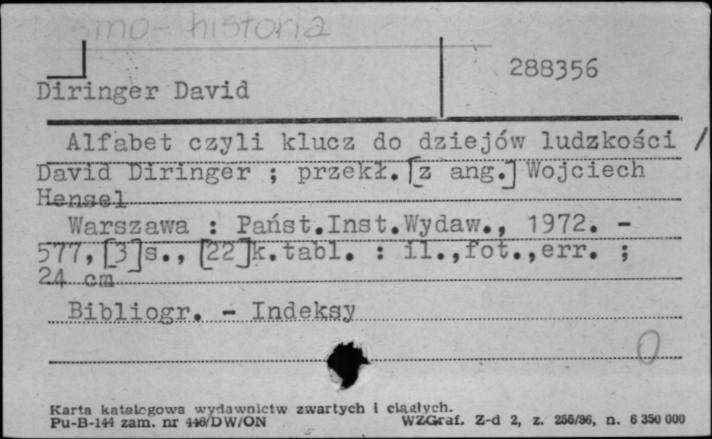 pismo - historia
288356
Diringer David
Alfabet czyli klucz do dziejów ludzkości /
David Diringer ; przekł. [z ang.] Wojciech
Hensel
Warszawa : Państ.Inst.Wydaw., 1972. -
577,[3]s., [22]k.tabl. : il.,fot.,err. ;
24 cm
Bibliogr. - Indeksy
0
Karta katalogowa wydawnictw zwartych i ciągłych.
Pu-B-144 zam. nr 446/DW/ON WZGraf. Z-d 2, z. 266/86, n. 6 350 000